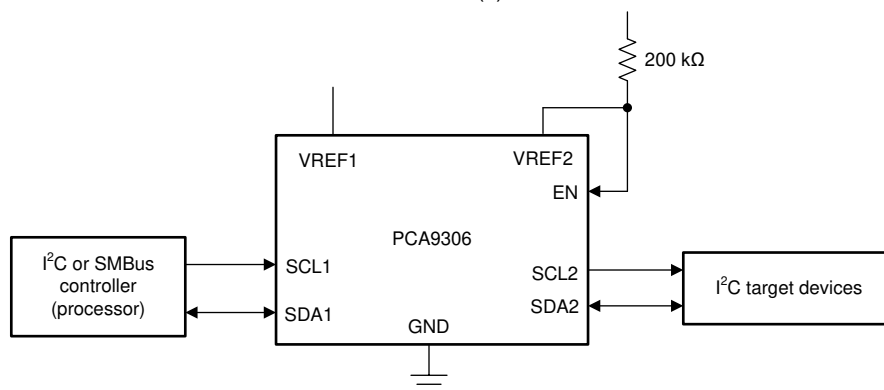 200 kΩ
VREF1
VREF2
EN
PCA9306
I²C or SMBus
controller
(processor)
SCL1
SDA1
SCL2
SDA2
GND
I²C target devices